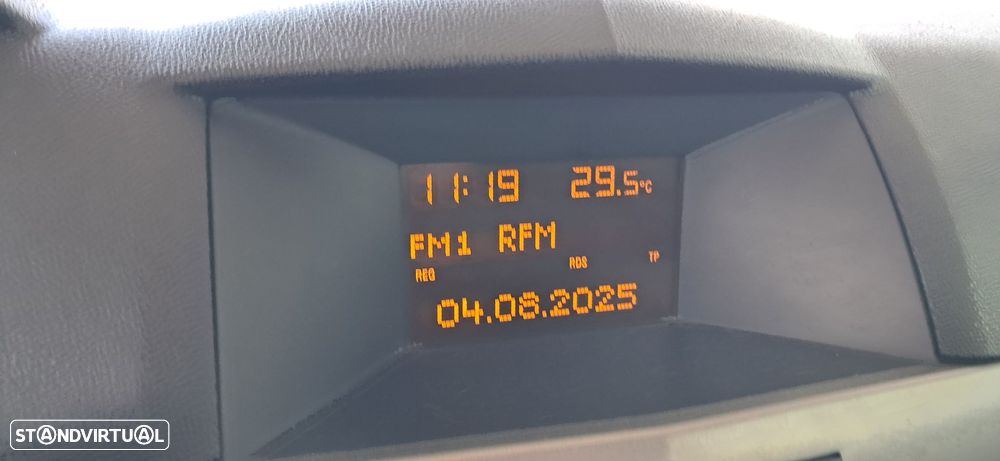 11:19 29.5°C
FM1 RFM
REG RDS TP
04.08.2025
STANDVIRTUAL